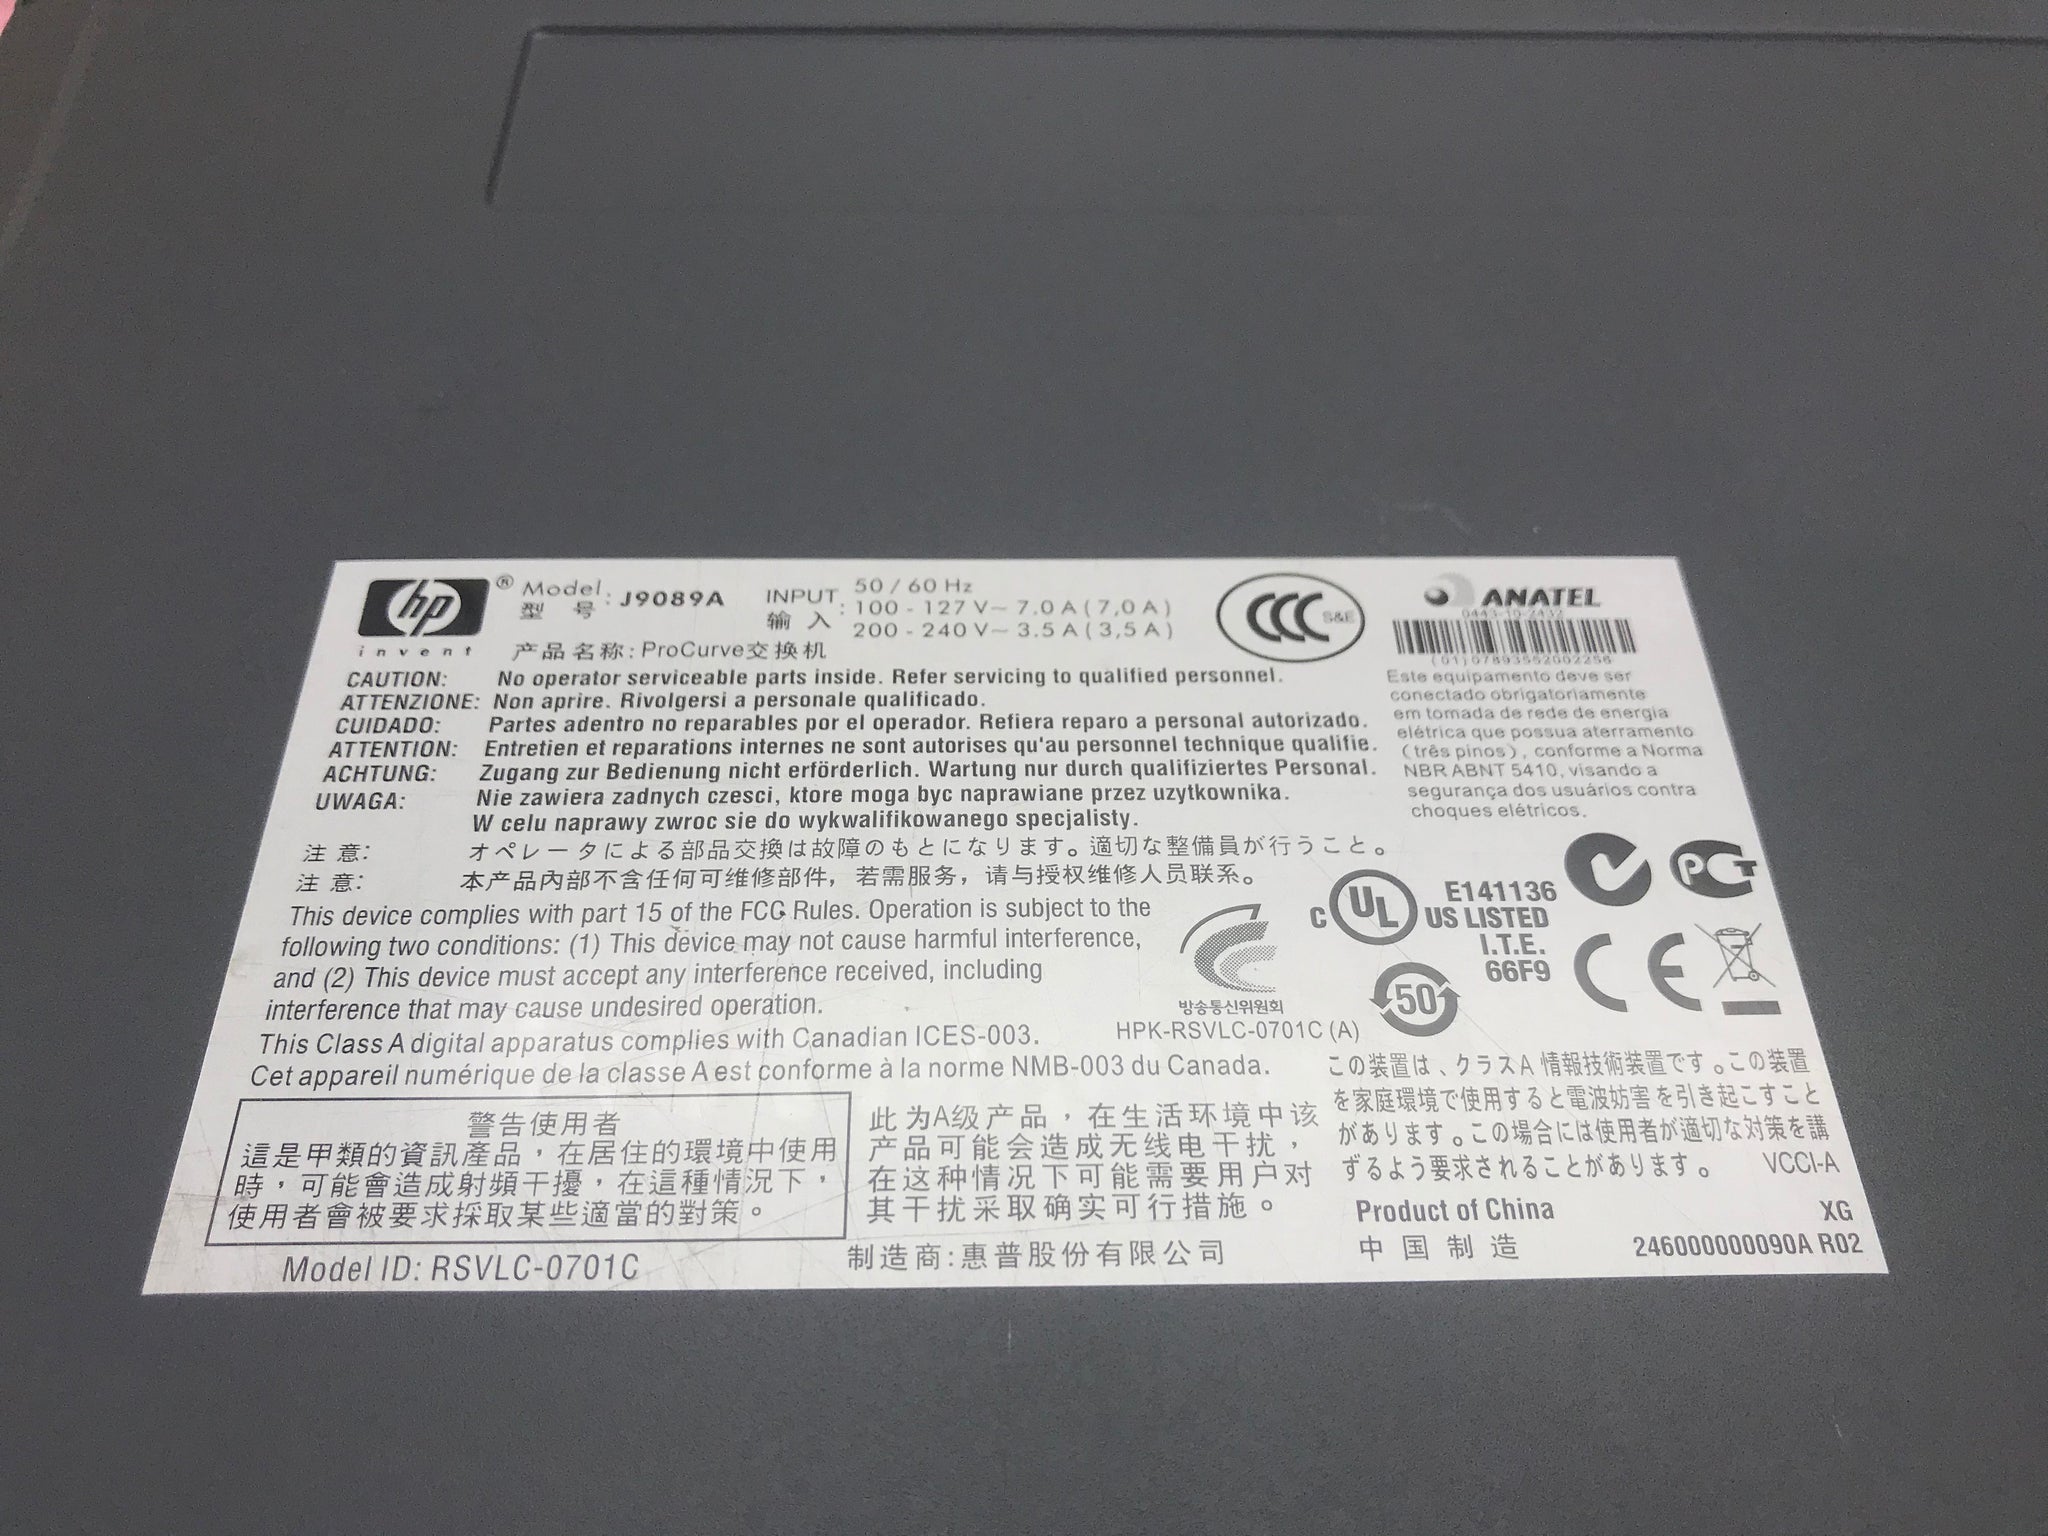 hp ®
invent
Model: J9089A
型 号
INPUT 50 / 60 Hz
输 入 : 100 - 127 V~ 7.0 A ( 7,0 A )
200 - 240 V~ 3.5 A ( 3,5 A )
产品名称: ProCurve交换机
CCC S&E
ANATEL
0443-10-2432
(01)07893562002256
CAUTION: No operator serviceable parts inside. Refer servicing to qualified personnel.
ATTENZIONE: Non aprire. Rivolgersi a personale qualificado.
CUIDADO: Partes adentro no reparables por el operador. Refiera reparo a personal autorizado.
ATTENTION: Entretien et reparations internes ne sont autorises qu'au personnel technique qualifie.
ACHTUNG: Zugang zur Bedienung nicht erförderlich. Wartung nur durch qualifiziertes Personal.
UWAGA: Nie zawiera zadnych czesci, ktore moga byc naprawiane przez uzytkownika.
W celu naprawy zwroc sie do wykwalifikowanego specjalisty.
注 意: オペレータによる部品交換は故障のもとになります。適切な整備員が行うこと。
注 意: 本产品内部不含任何可维修部件，若需服务，请与授权维修人员联系。
Este equipamento deve ser
conectado obrigatoriamente
em tomada de rede de energia
elétrica que possua aterramento
(três pinos), conforme a Norma
NBR ABNT 5410, visando a
segurança dos usuários contra
choques elétricos.
This device complies with part 15 of the FCC Rules. Operation is subject to the
following two conditions: (1) This device may not cause harmful interference,
and (2) This device must accept any interference received, including
interference that may cause undesired operation.
This Class A digital apparatus complies with Canadian ICES-003.
Cet appareil numérique de la classe A est conforme à la norme NMB-003 du Canada.
방송통신위원회
HPK-RSVLC-0701C (A)
C UL US LISTED
E141136
I.T.E.
66F9
PCT
50
CE
この装置は、クラスA 情報技術装置です。この装置
を家庭環境で使用すると電波妨害を引き起こすこと
があります。この場合には使用者が適切な対策を講
ずるよう要求されることがあります。 VCCI-A
警告使用者
這是甲類的資訊產品，在居住的環境中使用
時，可能會造成射頻干擾，在這種情況下，
使用者會被要求採取某些適當的對策。
此为A级产品，在生活环境中该
产品可能会造成无线电干扰，
在这种情况下可能需要用户对
其干扰采取确实可行措施。
Product of China XG
中 国 制 造 246000000090A R02
Model ID: RSVLC-0701C
制造商:惠普股份有限公司